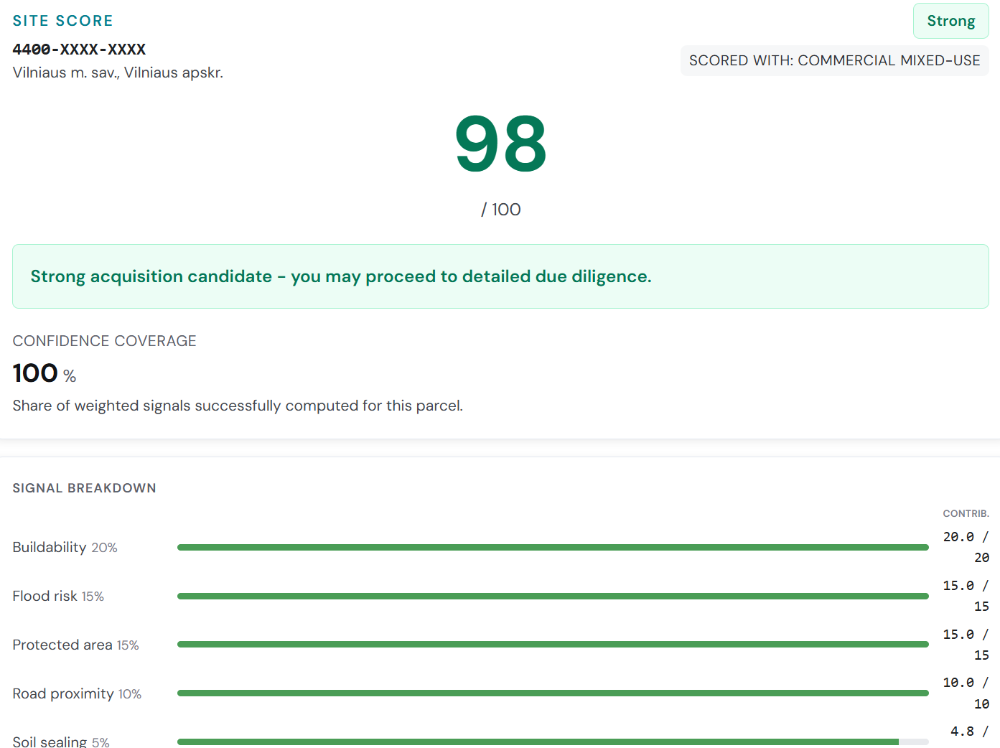 SITE SCORE
Strong
4400-XXXX-XXXX
SCORED WITH: COMMERCIAL MIXED-USE
Vilniaus m. sav., Vilniaus apskr.
98
/ 100
Strong acquisition candidate - you may proceed to detailed due diligence.
CONFIDENCE COVERAGE
100 %
Share of weighted signals successfully computed for this parcel.
SIGNAL BREAKDOWN
CONTRIB.
Buildability 20%
20.0 /
20
Flood risk 15%
15.0 /
15
Protected area 15%
15.0 /
15
Road proximity 10%
10.0 /
10
Soil sealing 5%
4.8 /